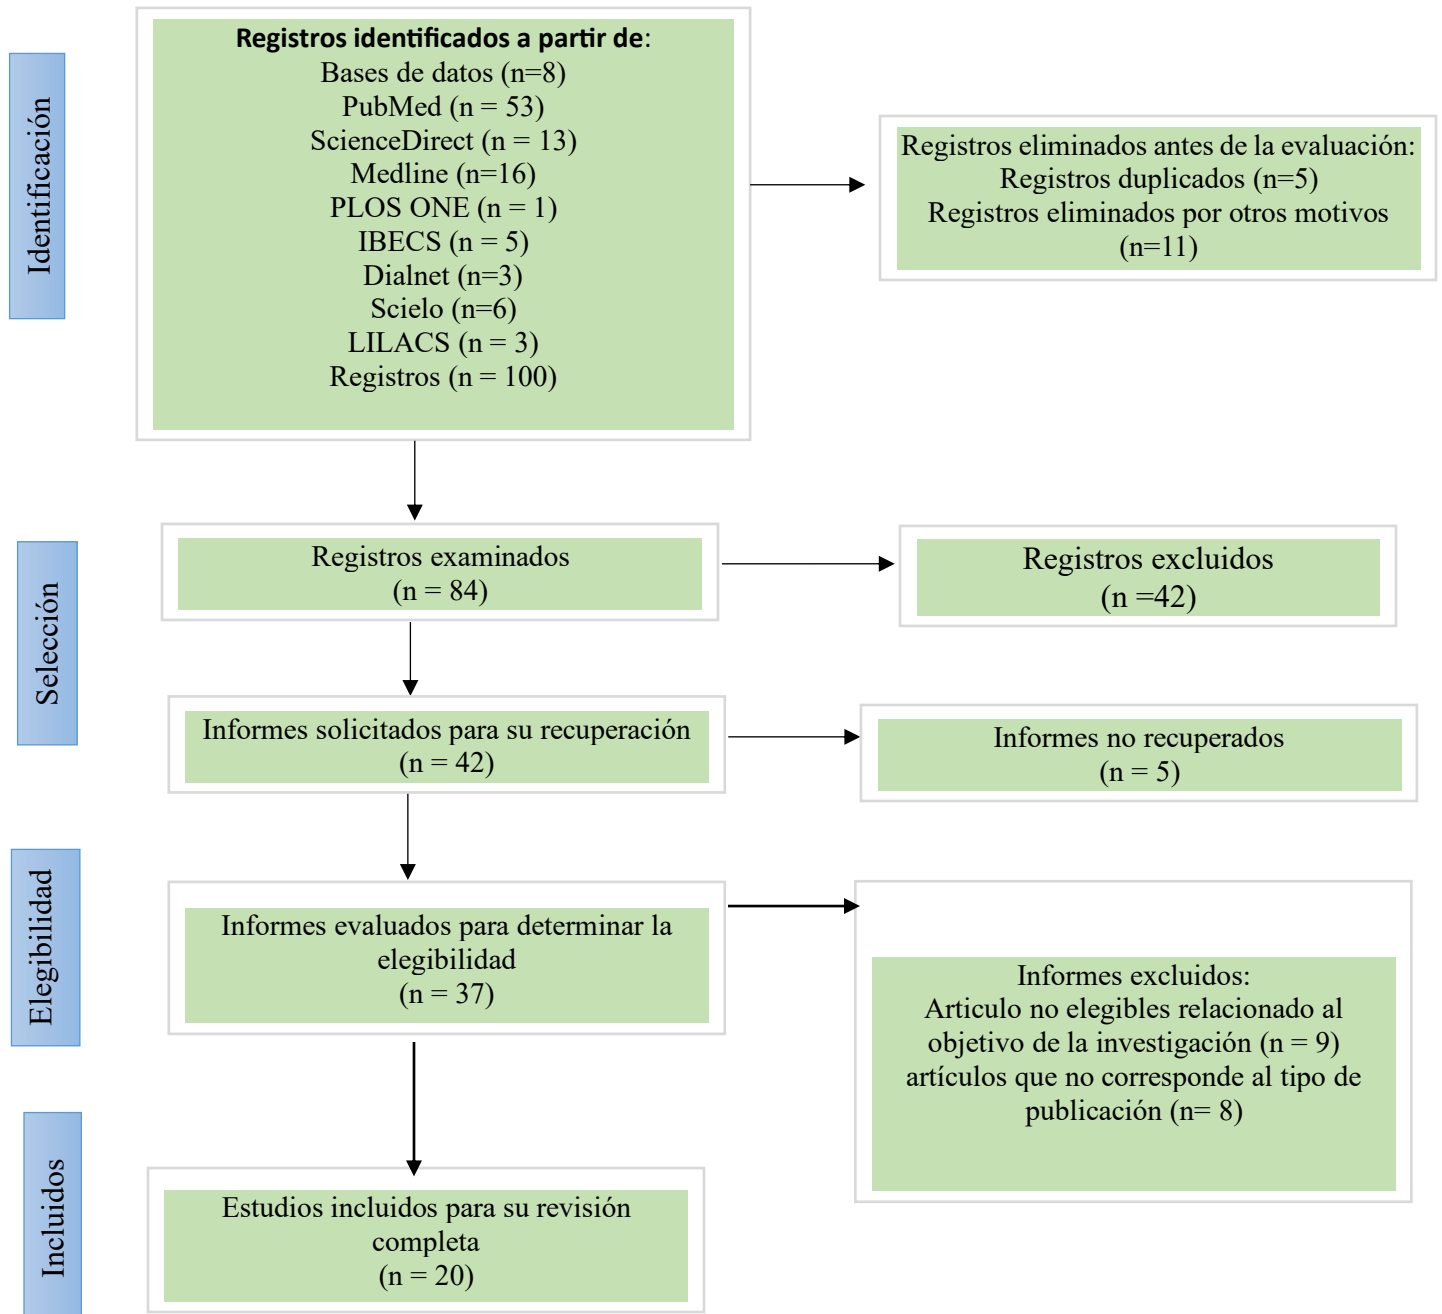 Identificación
Registros identificados a partir de:
Bases de datos (n=8)
PubMed (n = 53)
ScienceDirect (n = 13)
Medline (n=16)
PLOS ONE (n = 1)
IBECS (n = 5)
Dialnet (n=3)
Scielo (n=6)
LILACS (n = 3)
Registros (n = 100)
Registros eliminados antes de la evaluación:
Registros duplicados (n=5)
Registros eliminados por otros motivos
(n=11)
Selección
Registros examinados
(n = 84)
Registros excluidos
(n =42)
Informes solicitados para su recuperación
(n = 42)
Informes no recuperados
(n = 5)
Elegibilidad
Informes evaluados para determinar la
elegibilidad
(n = 37)
Informes excluidos:
Articulo no elegibles relacionado al
objetivo de la investigación (n = 9)
artículos que no corresponde al tipo de
publicación (n= 8)
Incluidos
Estudios incluidos para su revisión
completa
(n = 20)